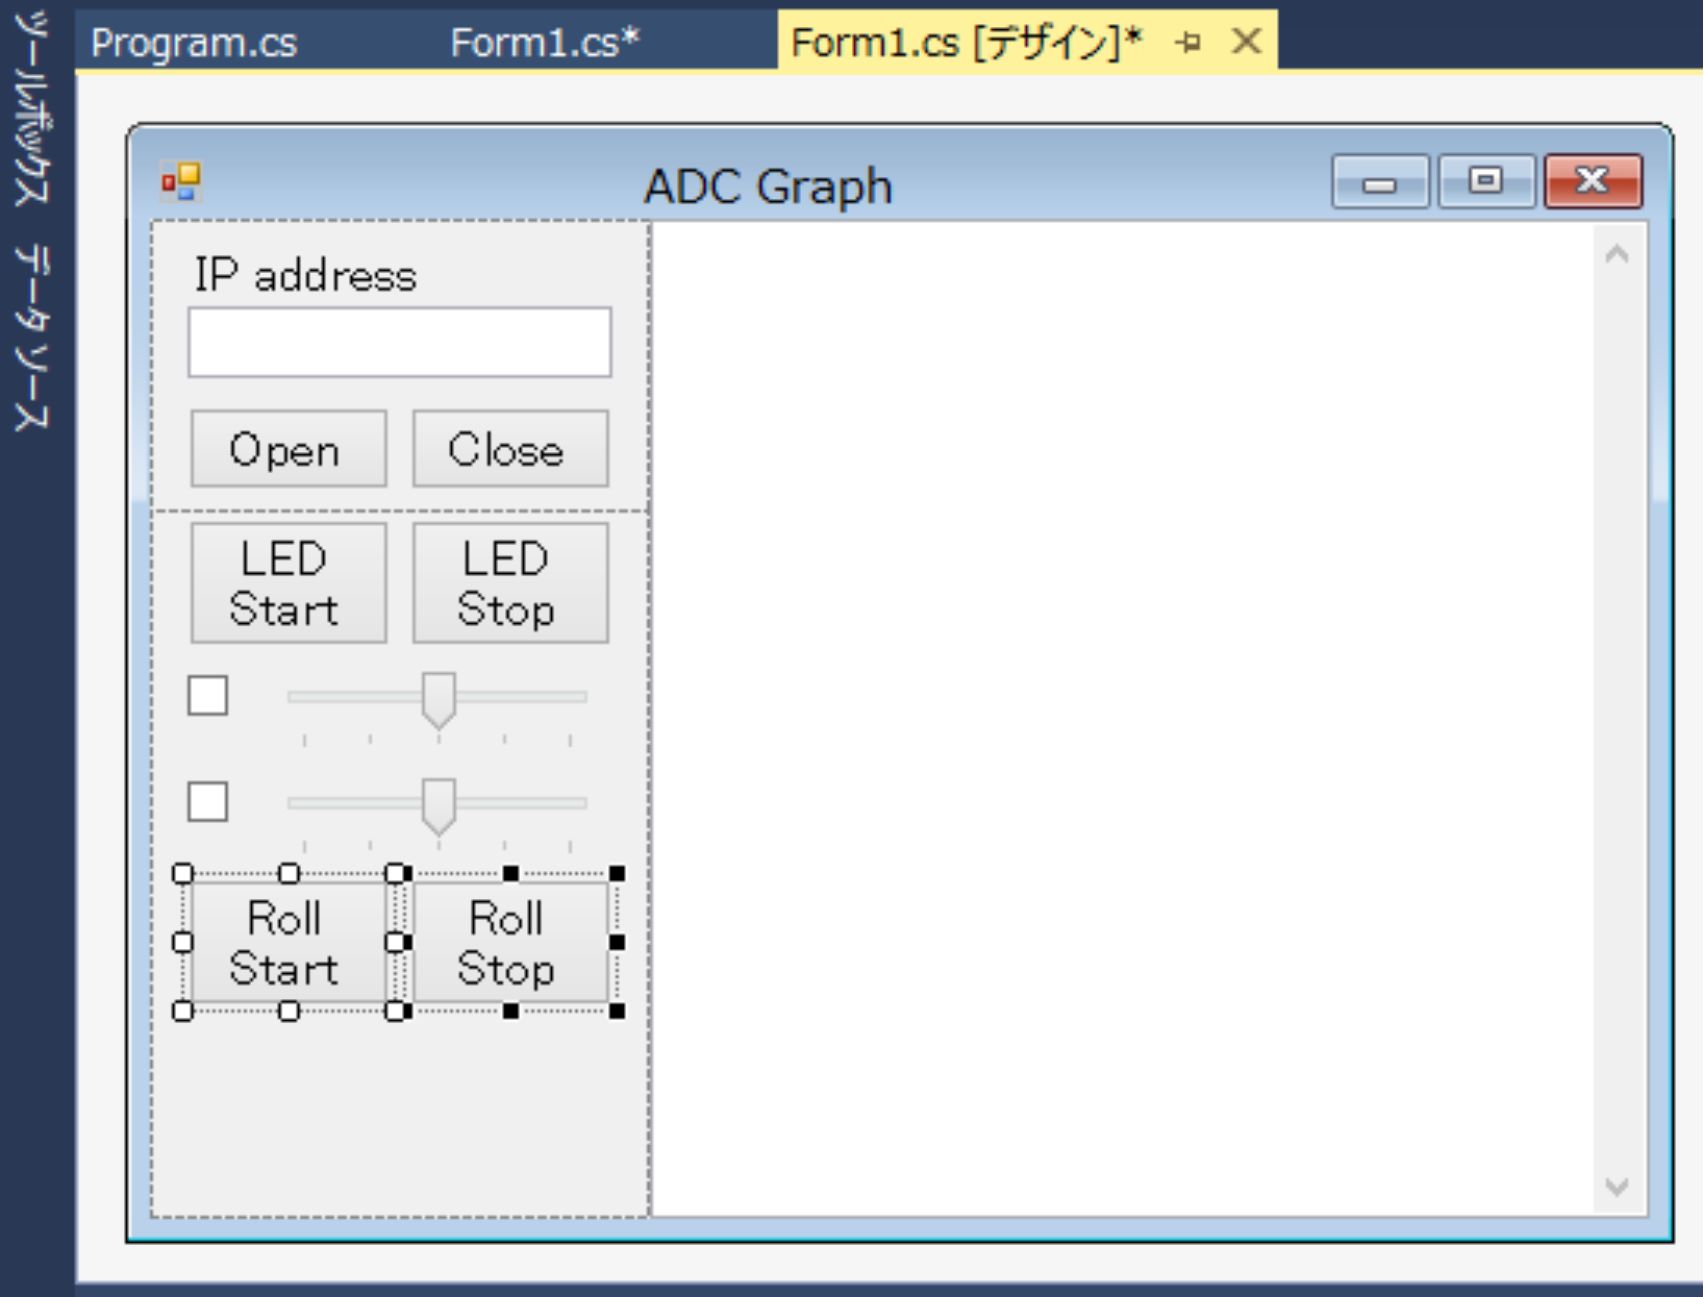 ツールボックス データ ソース
Program.cs Form1.cs* Form1.cs [デザイン]*
ADC Graph
IP address
Open Close
LED Start LED Stop
Roll Start Roll Stop